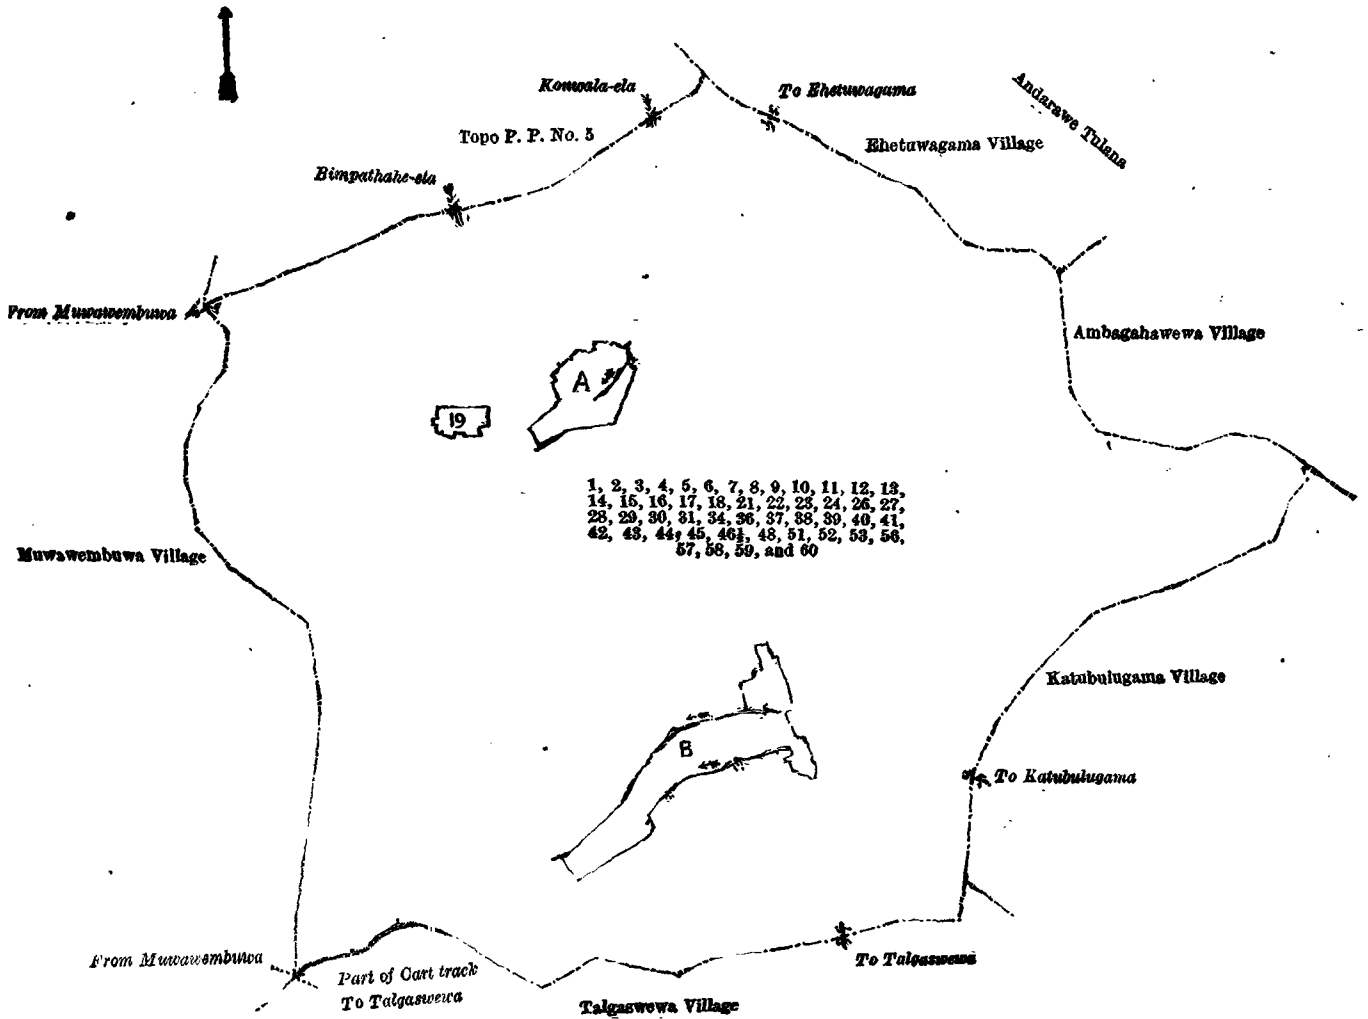 Konwala-ela
To Ehetuwagama
Andarawe Tulana
Topo P. P. No. 5
Ehetuwagama Village
Bimpathahe-ela
From Muwawembuwa
Ambagahawewa Village
A
19
1, 2, 3, 4, 5, 6, 7, 8, 9, 10, 11, 12, 13,
14, 15, 16, 17, 18, 21, 22, 23, 24, 26, 27,
28, 29, 30, 31, 34, 36, 37, 38, 39, 40, 41,
42, 43, 44, 45, 46½, 48, 51, 52, 53, 56,
57, 58, 59, and 60
Muwawembuwa Village
Katubulugama Village
B
To Katubulugama
From Muwawembuwa
Part of Cart track
To Talgaswewa
To Talgaswewa
Talgaswewa Village